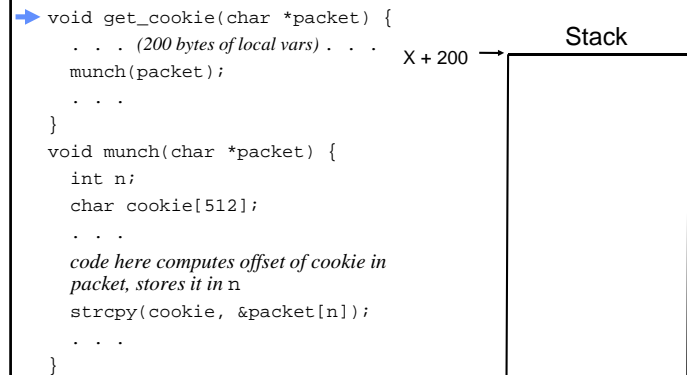 void get_cookie(char *packet) {
. . . (200 bytes of local vars) . . .
munch(packet);
. . .
}
void munch(char *packet) {
int n;
char cookie[512];
. . .
code here computes offset of cookie in
packet, stores it in n
strcpy(cookie, &packet[n]);
. . .
}
Stack
X + 200